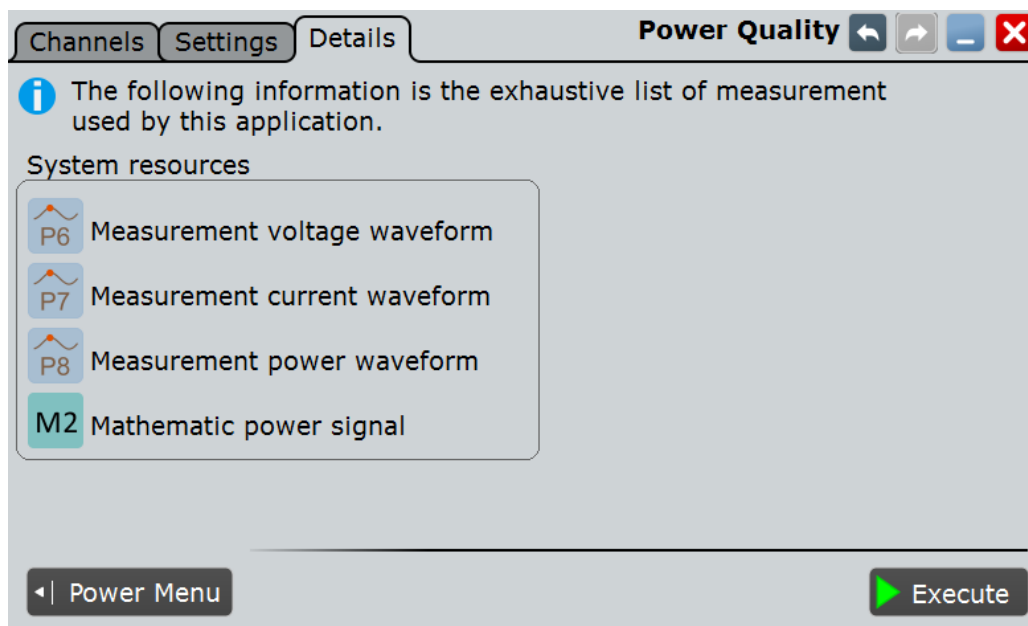 Channels Settings Details Power Quality
The following information is the exhaustive list of measurement
used by this application.
System resources
P6 Measurement voltage waveform
P7 Measurement current waveform
P8 Measurement power waveform
M2 Mathematic power signal
Power Menu Execute